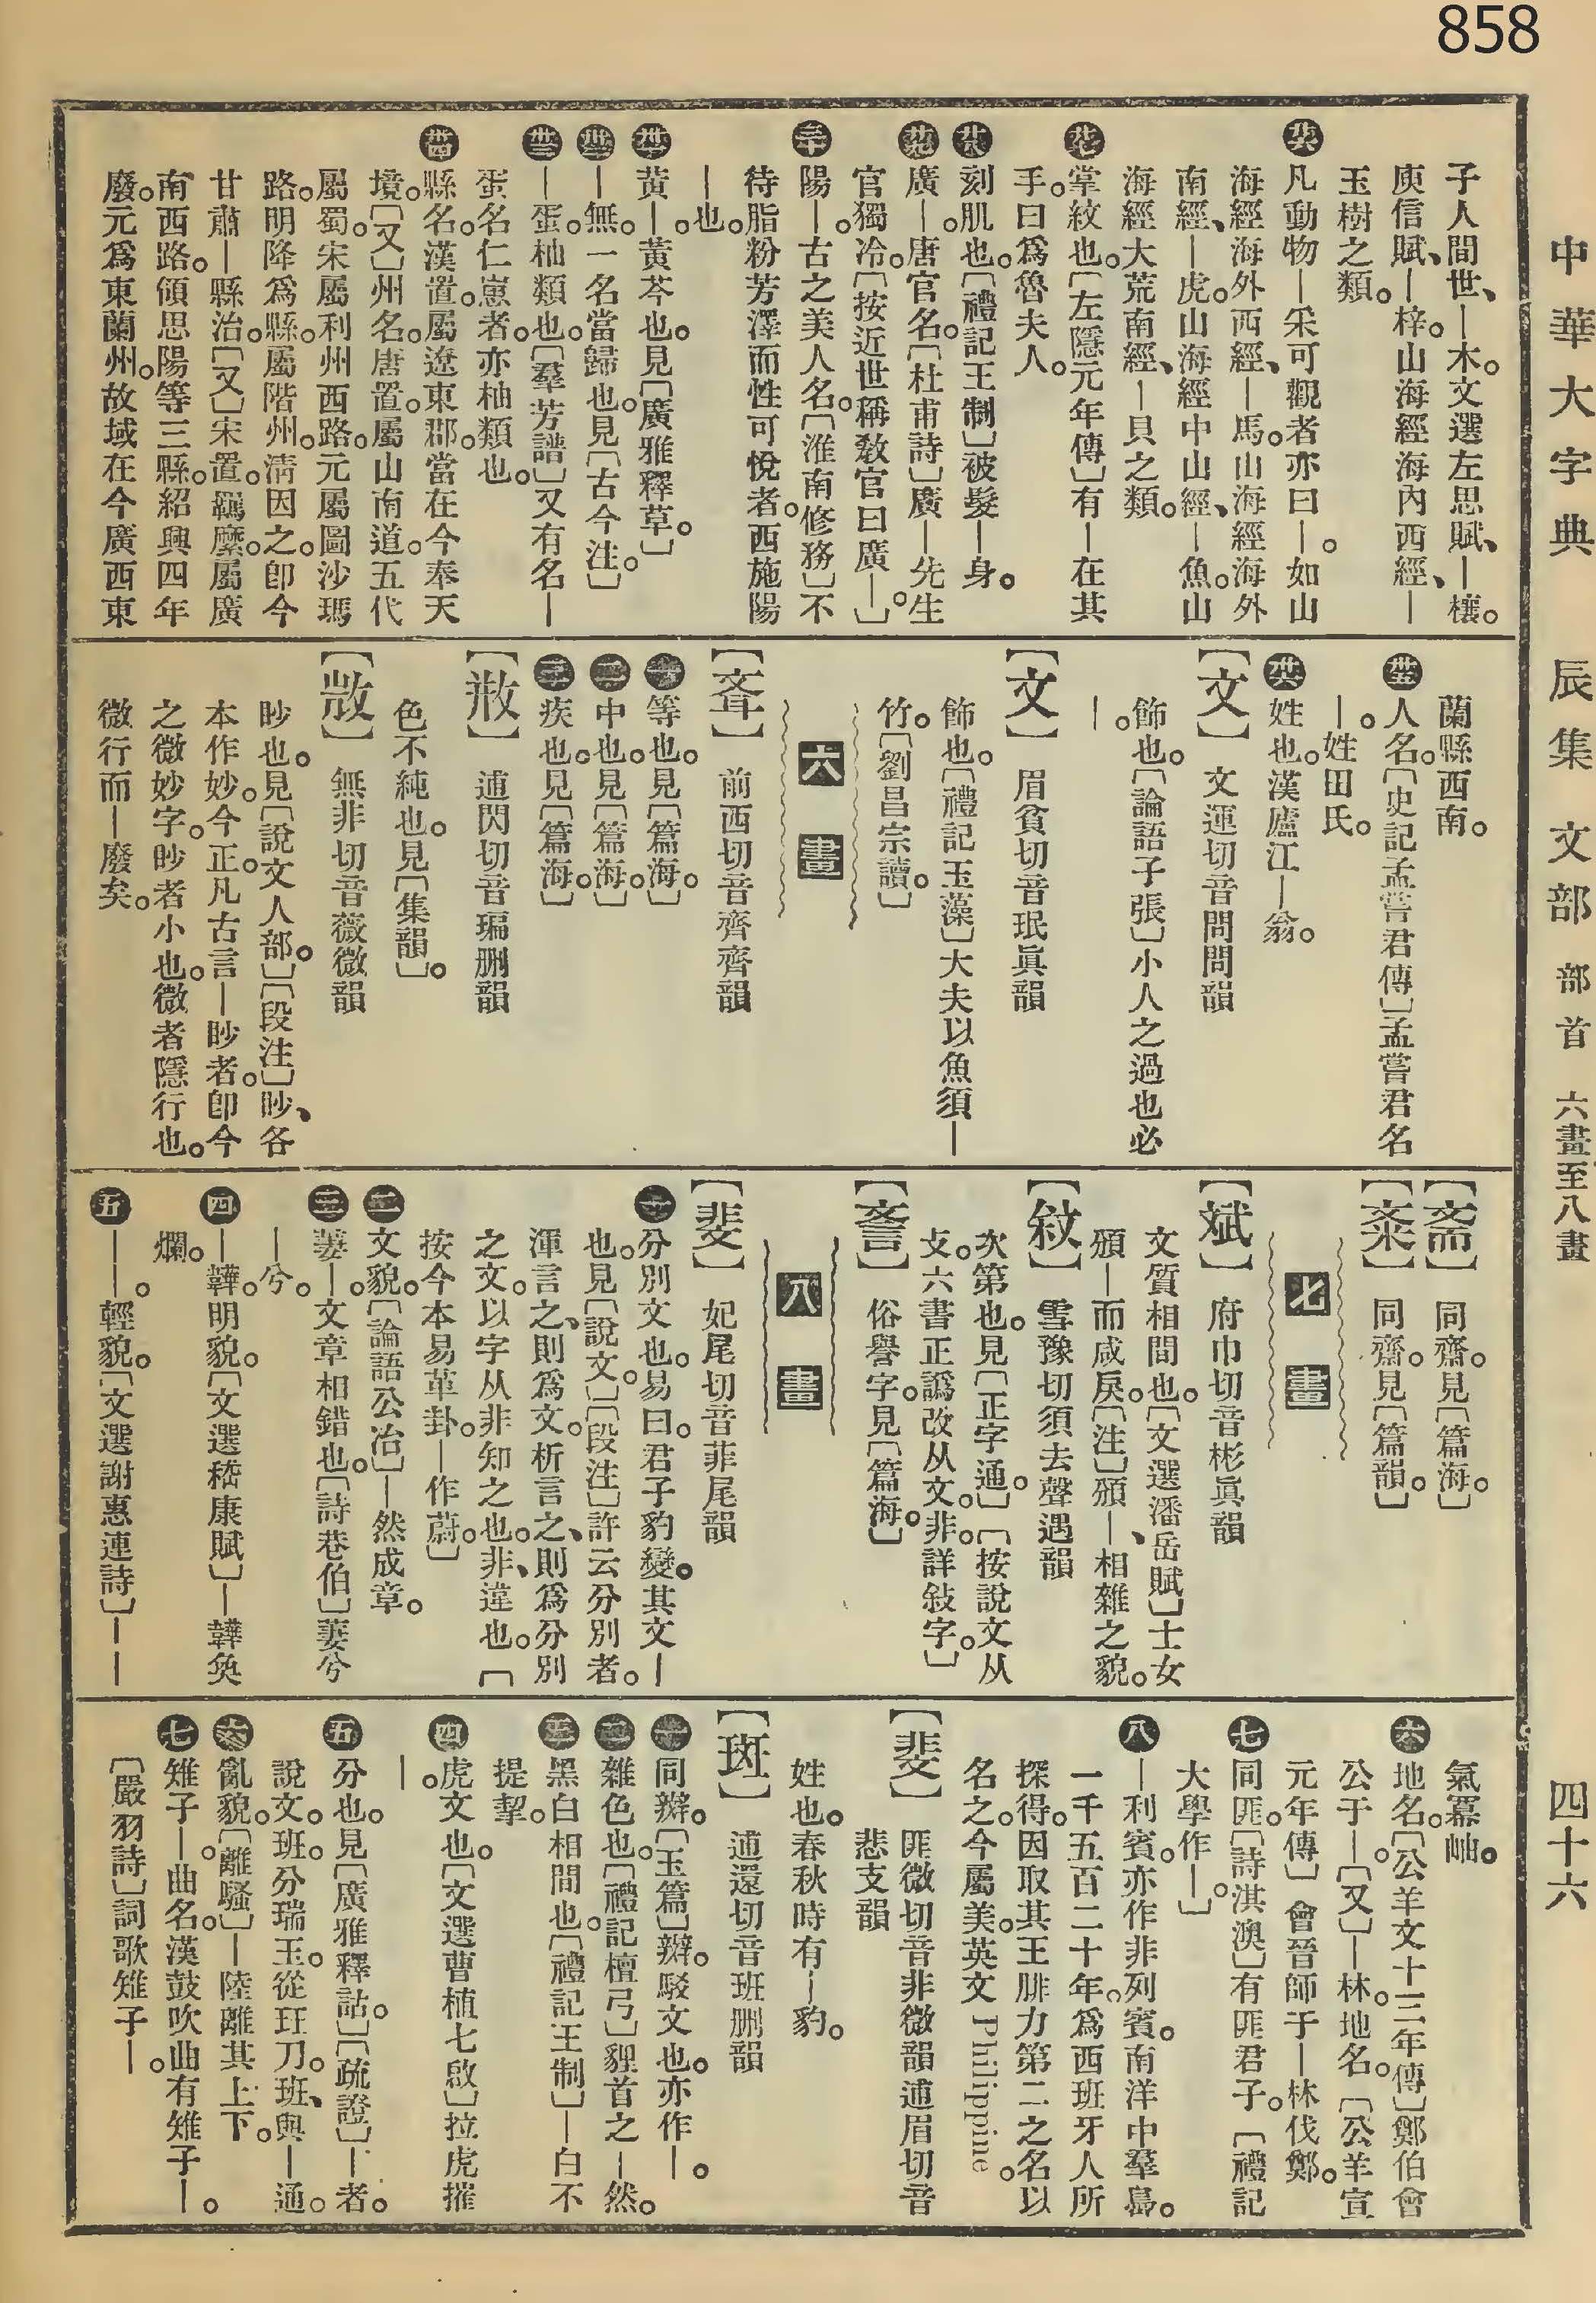 858
中華大字典 辰集 文部 部首 六畫至八畫 四十六
子人間世、―木。文選左思賦、―櫰。
庾信賦、―梓。山海經海內西經、―
玉樹之類。
廿六 凡動物―采可觀者亦曰―。如山
海經海外西經、―馬。山海經海外
南經、―虎。山海經中山經、―魚。山
海經大荒南經、―貝之類。
廿七 掌紋也。〔左隱元年傳〕有―在其
手。曰爲魯夫人。
廿八 刻肌也。〔禮記王制〕被髮―身。
廿九 廣―。唐官名。〔杜甫詩〕廣―先生
官獨冷。〔按近世稱敎官曰廣―。〕
三十 陽―。古之美人名。〔淮南修務〕不
待脂粉芳澤而性可悅者。西施陽
―也。
卅一 黃―。黃芩也。見〔廣雅釋草。〕
卅二 ―無。一名當歸也。見〔古今注。〕
卅三 ―蛋。柚類也。〔羣芳譜〕又有名―
蛋名仁崽者。亦柚類也。
卅四 縣名。漢置。屬遼東郡。當在今奉天
境。〔又〕州名。唐置。屬山南道。五代
屬蜀。宋屬利州西路。元屬圖沙瑪
路。明降爲縣。屬階州。淸因之。卽今
甘肅―縣治。〔又〕宋置。羈縻。屬廣
南西路。領思陽等三縣。紹興四年
廢。元爲東蘭州。故域在今廣西東
蘭縣西南。
卅五 人名。〔史記孟嘗君傳〕孟嘗君名
―。姓田氏。
卅六 姓也。漢廬江―翁。
【文】 文運切音問問韻
飾也。〔論語子張〕小人之過也必
―。
【文】 眉貧切音珉眞韻
飾也。〔禮記玉藻〕大夫以魚須―
竹。〔劉昌宗讀。〕
六畫
前西切音齊齊韻
一 等也。見〔篇海。〕
二 中也。見〔篇海。〕
三 疾也。見〔篇海。〕
逋閃切音𤩴删韻
色不純也。見〔集韻。〕
無非切音薇微韻
眇也。見〔說文人部。〕〔段注〕眇、各
本作妙。今正。凡古言―眇者。卽今
之微妙字。眇者小也。微者隱行也。
微行而―廢矣。
【斋】 同齋。見〔篇海。〕
同齋。見〔篇韻。〕
七畫
【斌】 府巾切音彬眞韻
文質相間也。〔文選潘岳賦〕士女
頒―而咸戾。〔注〕頒―、相雜之貌。
雪豫切須去聲遇韻
次第也。見〔正字通。〕〔按說文从
攴。六書正譌改从文。非。詳敍字。〕
俗譽字。見〔篇海。〕
八畫
【斐】 妃尾切音菲尾韻
一 分別文也。易曰。君子豹變。其文―
也。見〔說文。〕〔段注〕許云分別者。
渾言之、則爲文。析言之、則爲分別
之文。以字从非知之也。非、違也。〔
按今本易革卦。―作蔚。〕
二 文貌。〔論語公冶〕―然成章。
三 萋―。文章相錯也。〔詩巷伯〕萋兮
―兮。
四 ―韡。明貌。〔文選嵇康賦〕―韡奐
爛。
五 ――。輕貌。〔文選謝惠連詩〕――
氣冪岫。
六 地名。〔公羊文十三年傳〕鄭伯會
公于―。〔又〕―林。地名。〔公羊宣
元年傳〕會晉師于―林伐鄭。
七 同匪。〔詩淇澳〕有匪君子。〔禮記
大學作―。〕
八 ―利賓。亦作非列賓。南洋中羣島。
一千五百二十年。爲西班牙人所
探得。因取其王腓力第二之名以
名之。今屬美。英文 Philippine。
【斐】 匪微切音非微韻逋眉切音
悲支韻
姓也。春秋時有―豹。
【斑】 逋還切音班删韻
一 同辬。〔玉篇〕辬。駁文也。亦作―。
二 雜色也。〔禮記檀弓〕貍首之―然。
三 黑白相間也。〔禮記王制〕―白不
提挈。
四 虎文也。〔文選曹植七啟〕拉虎摧
―。
五 分也。見〔廣雅釋詁。〕〔疏證〕―者。
說文。班。分瑞玉。從玨刀。班、與―通。
六 亂貌。〔離騷〕―陸離其上下。
七 雉子―。曲名。漢鼓吹曲有雉子―。
〔嚴羽詩〕詞歌雉子―。